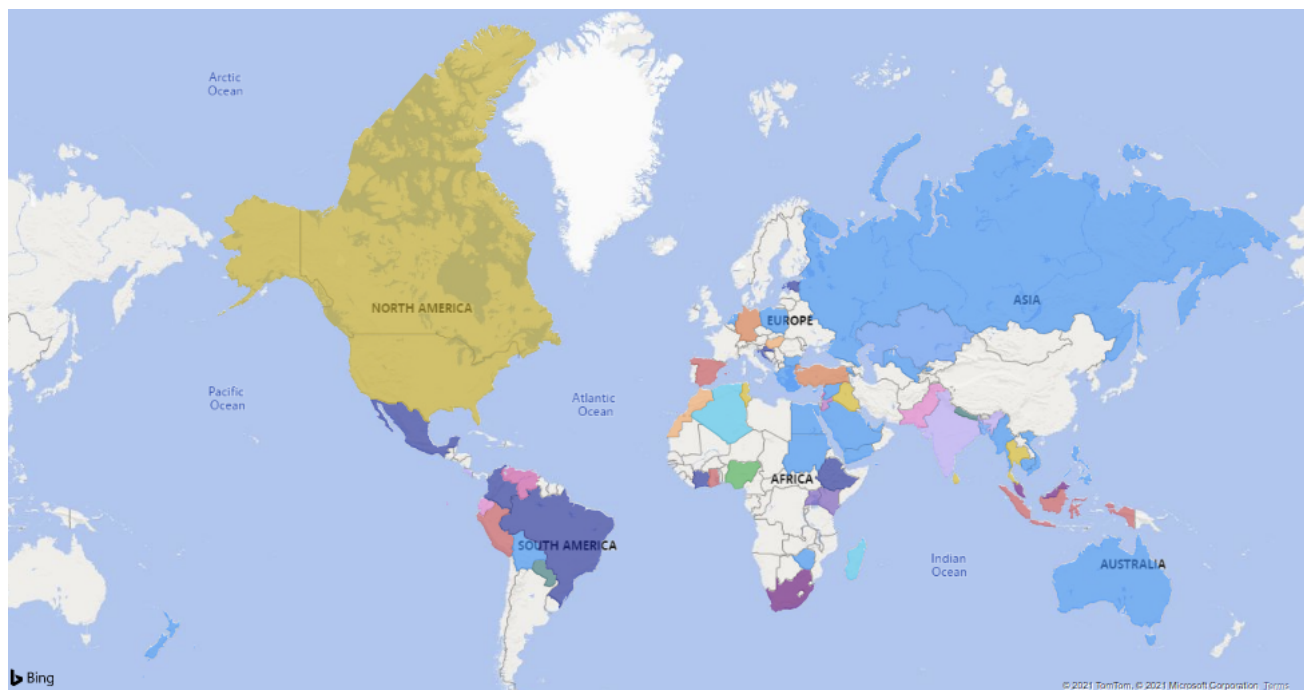 Arctic
Ocean
NORTH AMERICA
EUROPE
ASIA
Pacific
Ocean
Atlantic
Ocean
AFRICA
SOUTH AMERICA
Indian
Ocean
AUSTRALIA
Bing
© 2021 TomTom, © 2021 Microsoft Corporation Terms